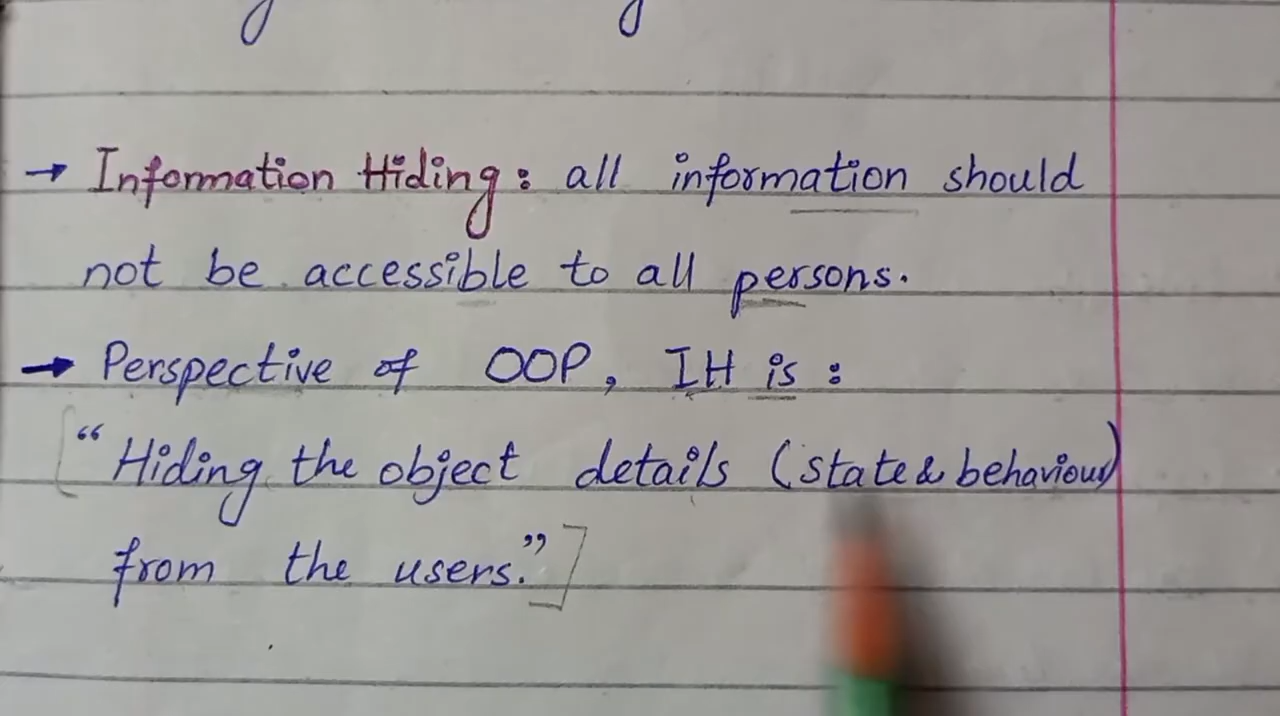 → Information Hiding: all information should
not be accessible to all persons.
→ Perspective of OOP, IH is:
[“Hiding the object details (state & behaviour)
from the users.”]